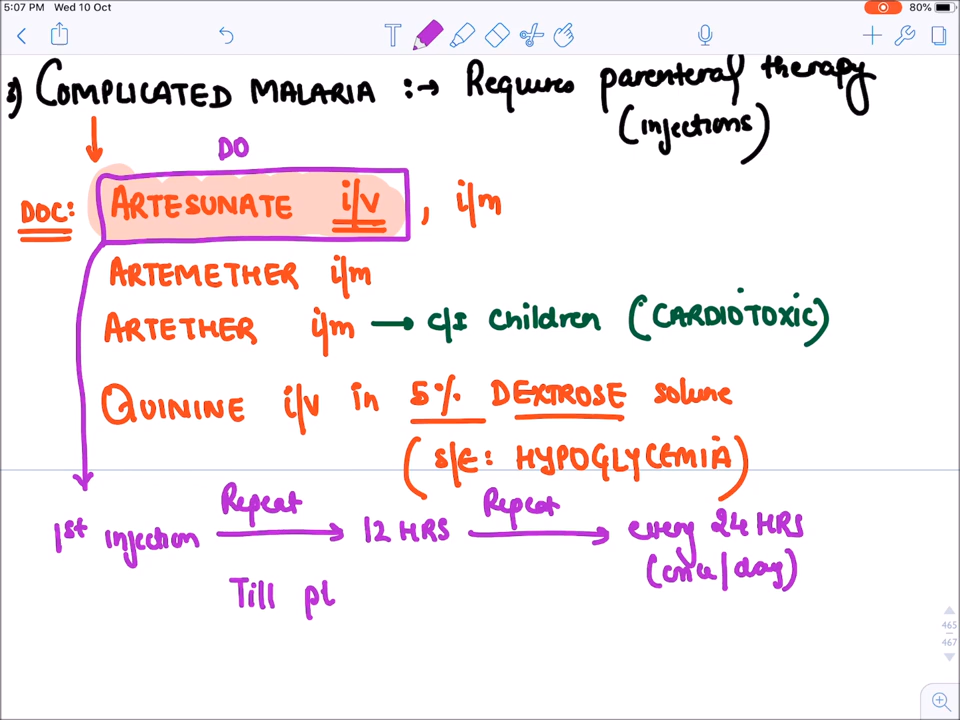 5:07 PM Wed 10 Oct
80%
T
3) COMPLICATED MALARIA :→ Requires parenteral therapy
(injections)
DO
DOC: ARTESUNATE i/v , i/m
ARTEMETHER i/m
ARTETHER i/m → C/I Children (CARDIOTOXIC)
QUININE i/v in 5% DEXTROSE solune
(S/E: HYPOGLYCEMIA)
1st injection Repeat → 12 HRS Repeat → every 24 HRS
(once/day)
Till pt
465
467